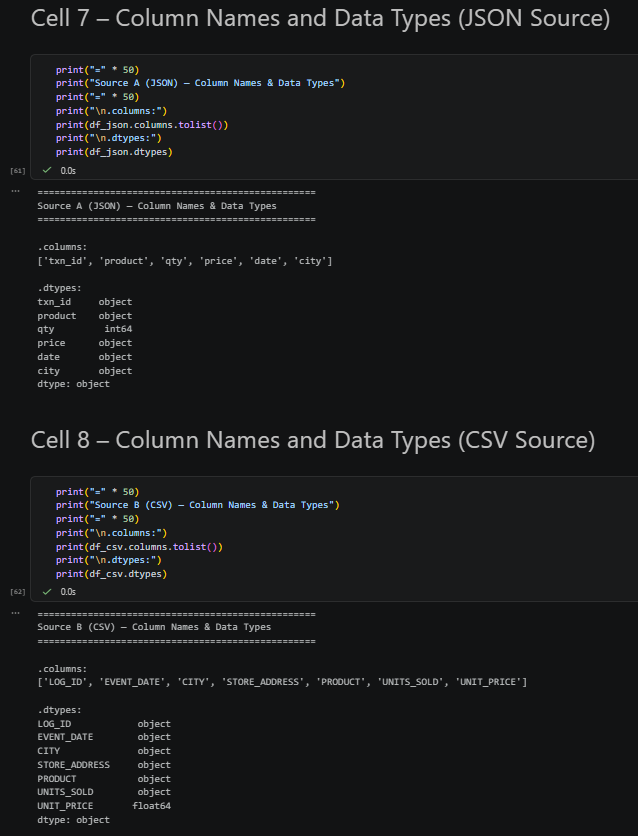 Cell 7 – Column Names and Data Types (JSON Source)
print("=" * 50)
print("Source A (JSON) — Column Names & Data Types")
print("=" * 50)
print("\n.columns:")
print(df_json.columns.tolist())
print("\n.dtypes:")
print(df_json.dtypes)
[61] ✓ 0.0s
... ==================================================
Source A (JSON) — Column Names & Data Types
==================================================
.columns:
['txn_id', 'product', 'qty', 'price', 'date', 'city']
.dtypes:
txn_id object
product object
qty int64
price object
date object
city object
dtype: object
Cell 8 – Column Names and Data Types (CSV Source)
print("=" * 50)
print("Source B (CSV) — Column Names & Data Types")
print("=" * 50)
print("\n.columns:")
print(df_csv.columns.tolist())
print("\n.dtypes:")
print(df_csv.dtypes)
[62] ✓ 0.0s
... ==================================================
Source B (CSV) — Column Names & Data Types
==================================================
.columns:
['LOG_ID', 'EVENT_DATE', 'CITY', 'STORE_ADDRESS', 'PRODUCT', 'UNITS_SOLD', 'UNIT_PRICE']
.dtypes:
LOG_ID object
EVENT_DATE object
CITY object
STORE_ADDRESS object
PRODUCT object
UNITS_SOLD object
UNIT_PRICE float64
dtype: object